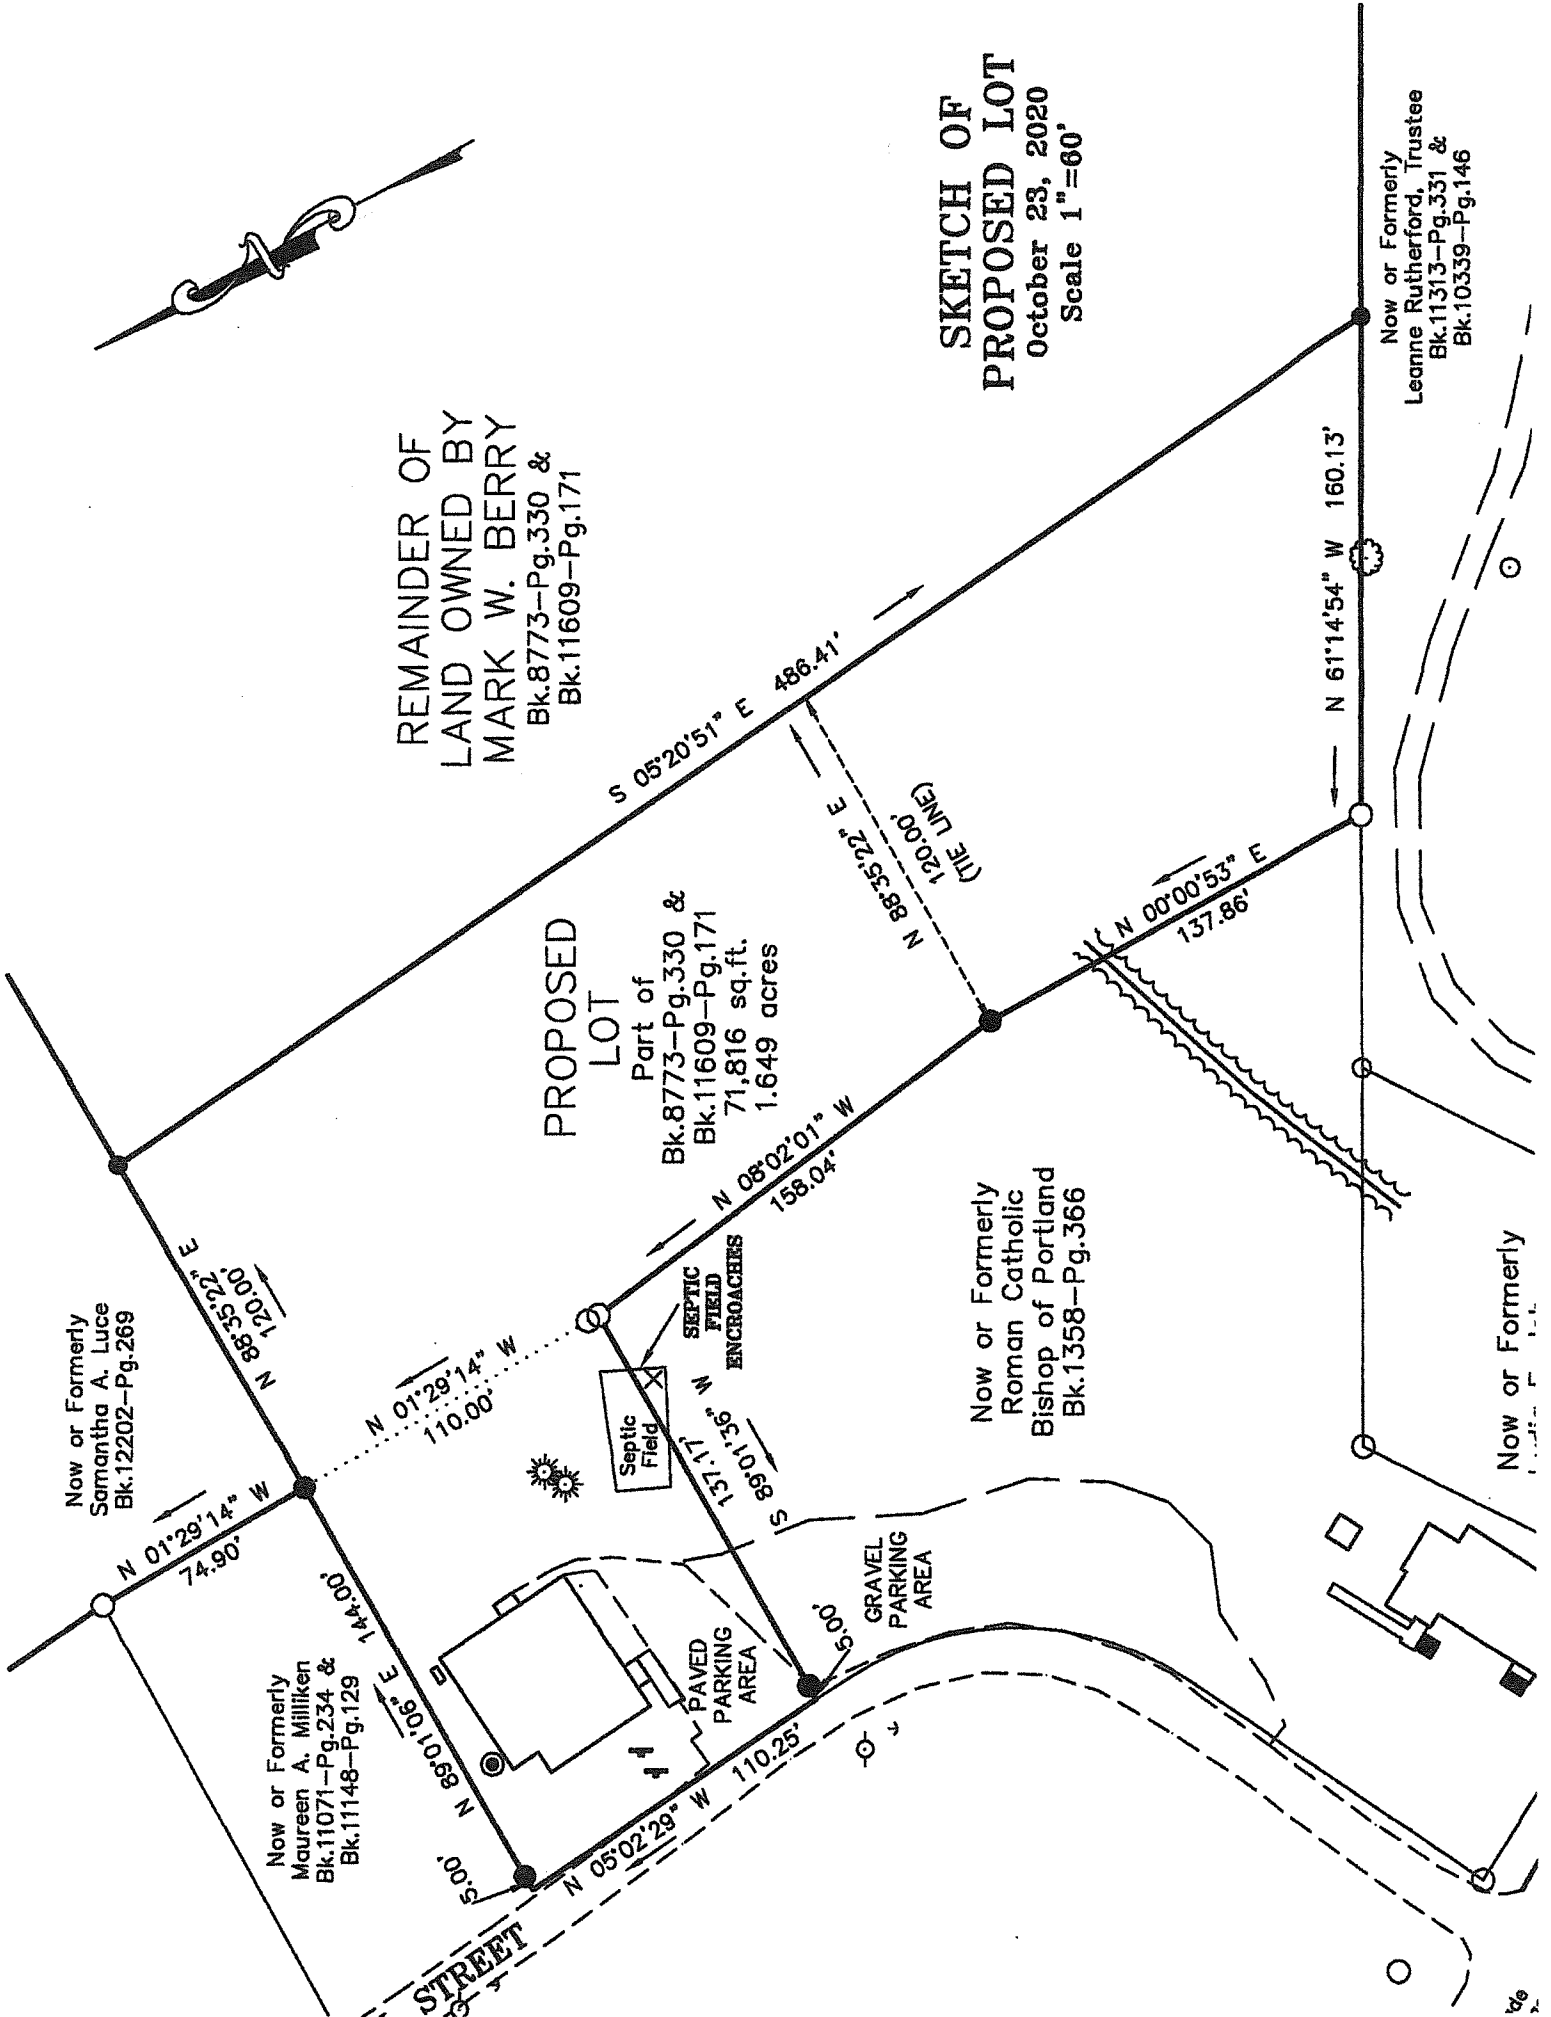 SKETCH OF
PROPOSED LOT
October 23, 2020
Scale 1"=60'
REMAINDER OF
LAND OWNED BY
MARK W. BERRY
Bk.8773-Pg.330 &
Bk.11609-Pg.171
Now or Formerly
Samantha A. Luce
Bk.12202-Pg.269
N 01°29'14" W
74.90'
N 88°35'22" E
120.00'
S 05°20'51" E 486.41'
PROPOSED
LOT
Part of
Bk.8773-Pg.330 &
Bk.11609-Pg.171
71,816 sq.ft.
1.649 acres
N 88°35'22" E
120.00'
(TIE LINE)
N 61°14'54" W 160.13'
Now or Formerly
Leanne Rutherford, Trustee
Bk.11313-Pg.331 &
Bk.10339-Pg.146
N 00°00'53" E
137.86'
N 08°02'01" W
158.04'
N 01°29'14" W
110.00'
SEPTIC
FIELD
ENCROACHES
Septic
Field
137.17'
S 89°01'36" W
Now or Formerly
Maureen A. Milliken
Bk.11071-Pg.234 &
Bk.11148-Pg.129
N 89°01'06" E 144.00'
5.00'
N 05°02'29" W 110.25'
5.00'
PAVED
PARKING
AREA
GRAVEL
PARKING
AREA
Now or Formerly
Roman Catholic
Bishop of Portland
Bk.1358-Pg.366
STREET
Now or Formerly